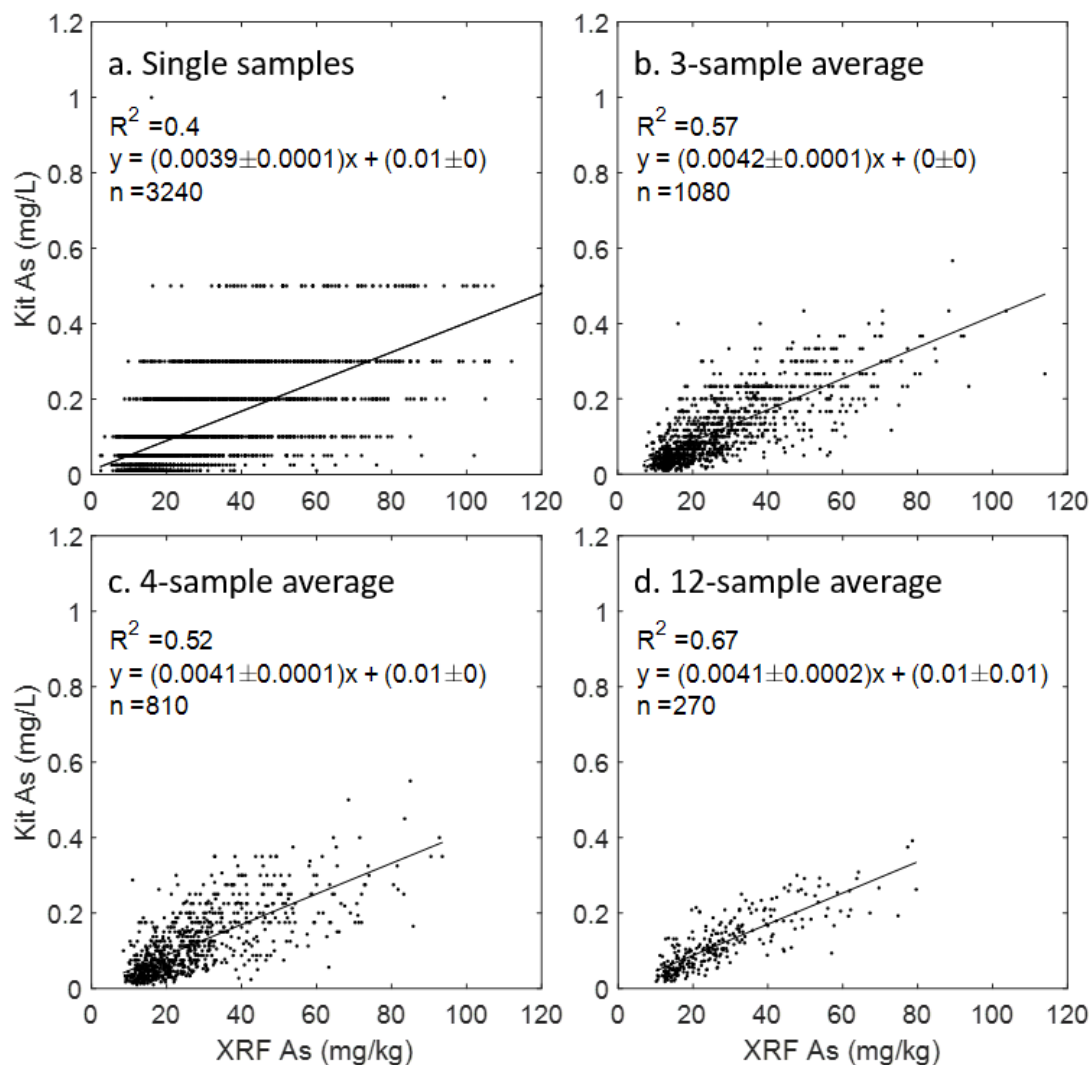 1.2
1
0.8
0.6
0.4
0.2
0
Kit As (mg/L)
a. Single samples
R² =0.4
y = (0.0039±0.0001)x + (0.01±0)
n =3240
0 20 40 60 80 100 120
1.2
1
0.8
0.6
0.4
0.2
0
b. 3-sample average
R² =0.57
y = (0.0042±0.0001)x + (0±0)
n =1080
0 20 40 60 80 100 120
1.2
1
0.8
0.6
0.4
0.2
0
Kit As (mg/L)
c. 4-sample average
R² =0.52
y = (0.0041±0.0001)x + (0.01±0)
n =810
0 20 40 60 80 100 120
XRF As (mg/kg)
1.2
1
0.8
0.6
0.4
0.2
0
d. 12-sample average
R² =0.67
y = (0.0041±0.0002)x + (0.01±0.01)
n =270
0 20 40 60 80 100 120
XRF As (mg/kg)